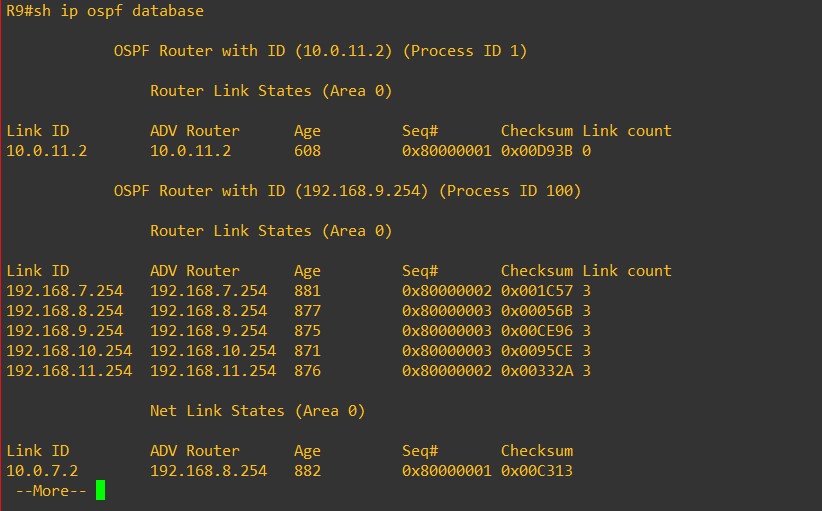 R9#sh ip ospf database
OSPF Router with ID (10.0.11.2) (Process ID 1)
Router Link States (Area 0)
Link ID ADV Router Age Seq# Checksum Link count
10.0.11.2 10.0.11.2 608 0x80000001 0x00D93B 0
OSPF Router with ID (192.168.9.254) (Process ID 100)
Router Link States (Area 0)
Link ID ADV Router Age Seq# Checksum Link count
192.168.7.254 192.168.7.254 881 0x80000002 0x001C57 3
192.168.8.254 192.168.8.254 877 0x80000003 0x00056B 3
192.168.9.254 192.168.9.254 875 0x80000003 0x00CE96 3
192.168.10.254 192.168.10.254 871 0x80000003 0x0095CE 3
192.168.11.254 192.168.11.254 876 0x80000002 0x00332A 3
Net Link States (Area 0)
Link ID ADV Router Age Seq# Checksum
10.0.7.2 192.168.8.254 882 0x80000001 0x00C313
--More--